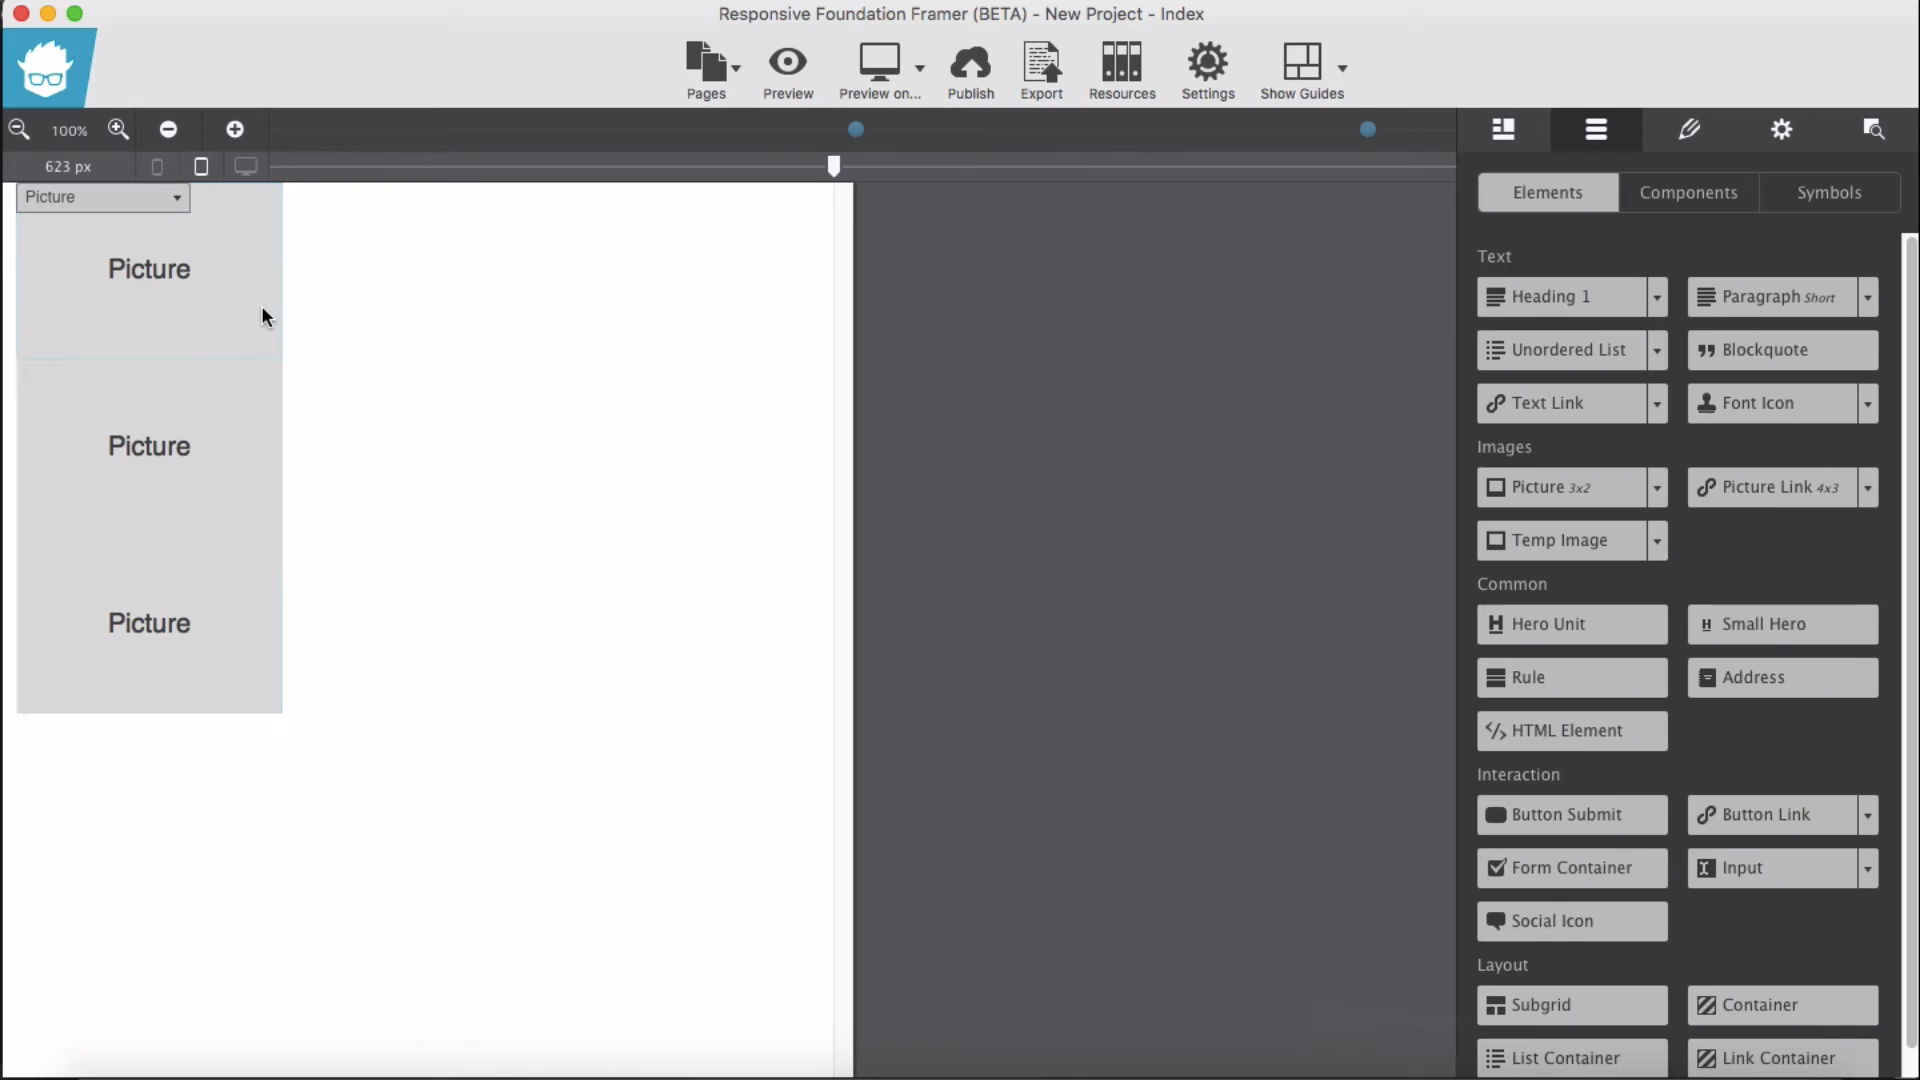 Responsive Foundation Framer (BETA) - New Project - Index
Pages
Preview
Preview on...
Publish
Export
Resources
Settings
Show Guides
100%
623 px
Picture
Picture
Picture
Picture
Elements
Components
Symbols
Text
Heading 1
Paragraph Short
Unordered List
Blockquote
Text Link
Font Icon
Images
Picture 3x2
Picture Link 4x3
Temp Image
Common
H Hero Unit
H Small Hero
Rule
Address
HTML Element
Interaction
Button Submit
Button Link
Form Container
Input
Social Icon
Layout
Subgrid
Container
List Container
Link Container